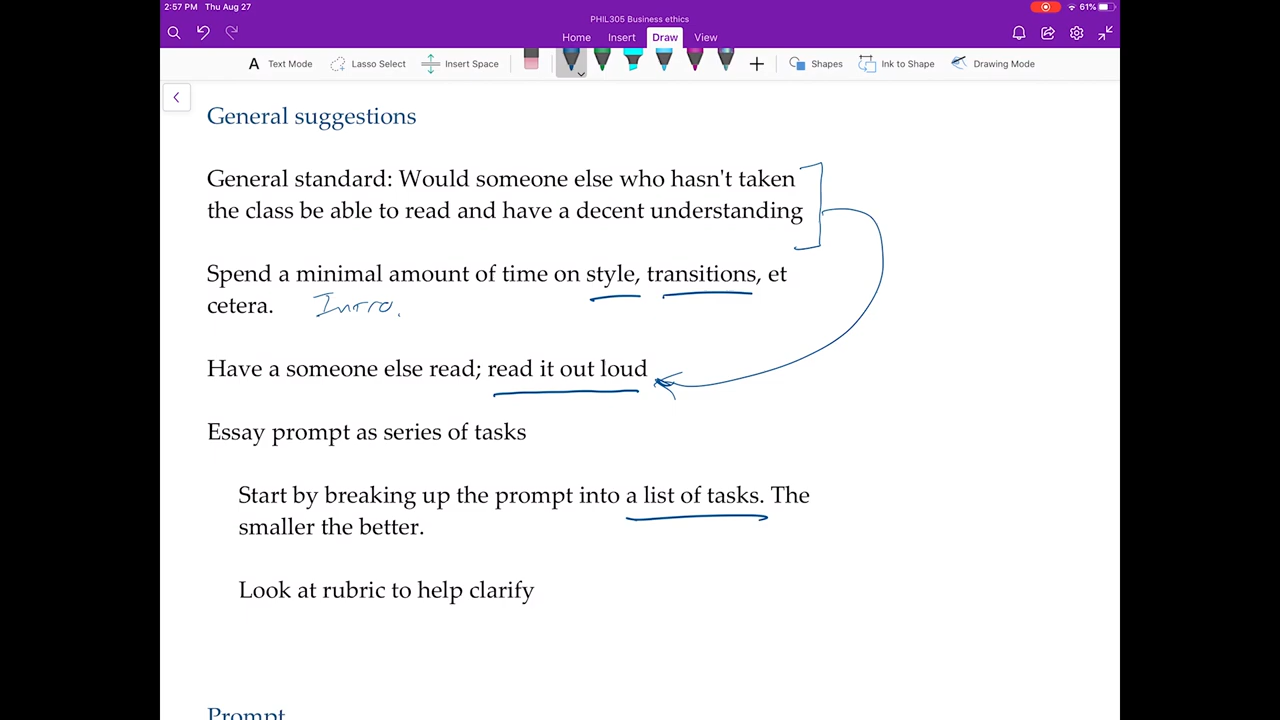 2:57 PM Thu Aug 27
61%
PHIL305 Business ethics
Home Insert Draw View
Text Mode Lasso Select Insert Space Shapes Ink to Shape Drawing Mode
General suggestions
General standard: Would someone else who hasn't taken
the class be able to read and have a decent understanding
Spend a minimal amount of time on style, transitions, et
cetera. Intro.
Have a someone else read; read it out loud
Essay prompt as series of tasks
Start by breaking up the prompt into a list of tasks. The
smaller the better.
Look at rubric to help clarify
Prompt